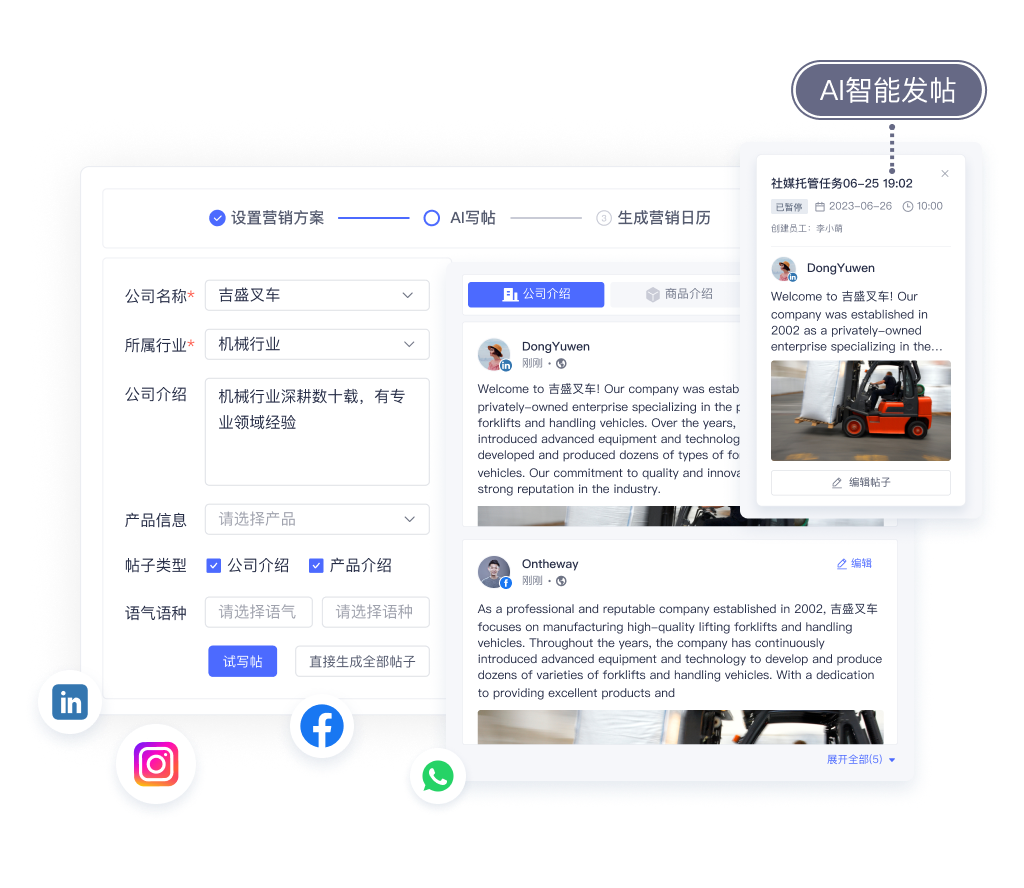 AI智能发帖
设置营销方案
AI写帖
3 生成营销日历
公司名称*
吉盛叉车
所属行业*
机械行业
公司介绍
机械行业深耕数十载，有专
业领域经验
产品信息
请选择产品
帖子类型
公司介绍
产品介绍
语气语种
请选择语气
请选择语种
试写帖
直接生成全部帖子
公司介绍
商品介绍
DongYuwen
刚刚 ·
Welcome to 吉盛叉车! Our company was estab
privately-owned enterprise specializing in the p
forklifts and handling vehicles. Over the years,
introduced advanced equipment and technolog
developed and produced dozens of types of fo
vehicles. Our commitment to quality and innova
strong reputation in the industry.
Ontheway
刚刚 ·
编辑
As a professional and reputable company established in 2002, 吉盛叉车
focuses on manufacturing high-quality lifting forklifts and handling
vehicles. Throughout the years, the company has continuously
introduced advanced equipment and technology to develop and produce
dozens of varieties of forklifts and handling vehicles. With a dedication
to providing excellent products and
展开全部(5)
社媒托管任务06-25 19:02
已暂停 2023-06-26 10:00
创建员工: 李小萌
DongYuwen
Welcome to 吉盛叉车! Our
company was established in
2002 as a privately-owned
enterprise specializing in the...
编辑帖子
in